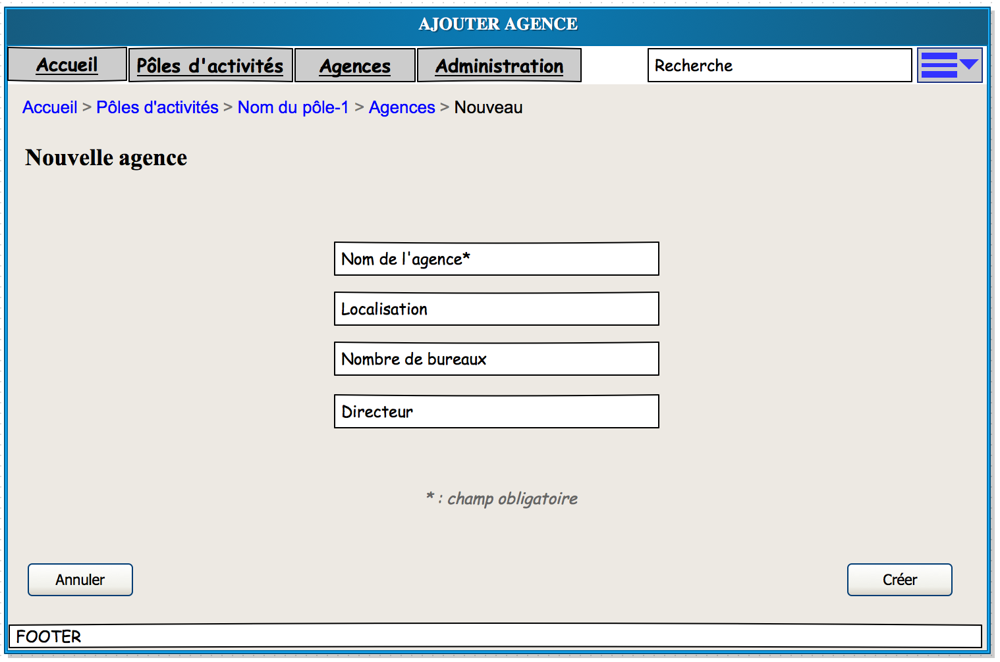 AJOUTER AGENCE
Accueil Pôles d'activités Agences Administration Recherche
Accueil > Pôles d'activités > Nom du pôle-1 > Agences > Nouveau
Nouvelle agence
Nom de l'agence*
Localisation
Nombre de bureaux
Directeur
* : champ obligatoire
Annuler Créer
FOOTER